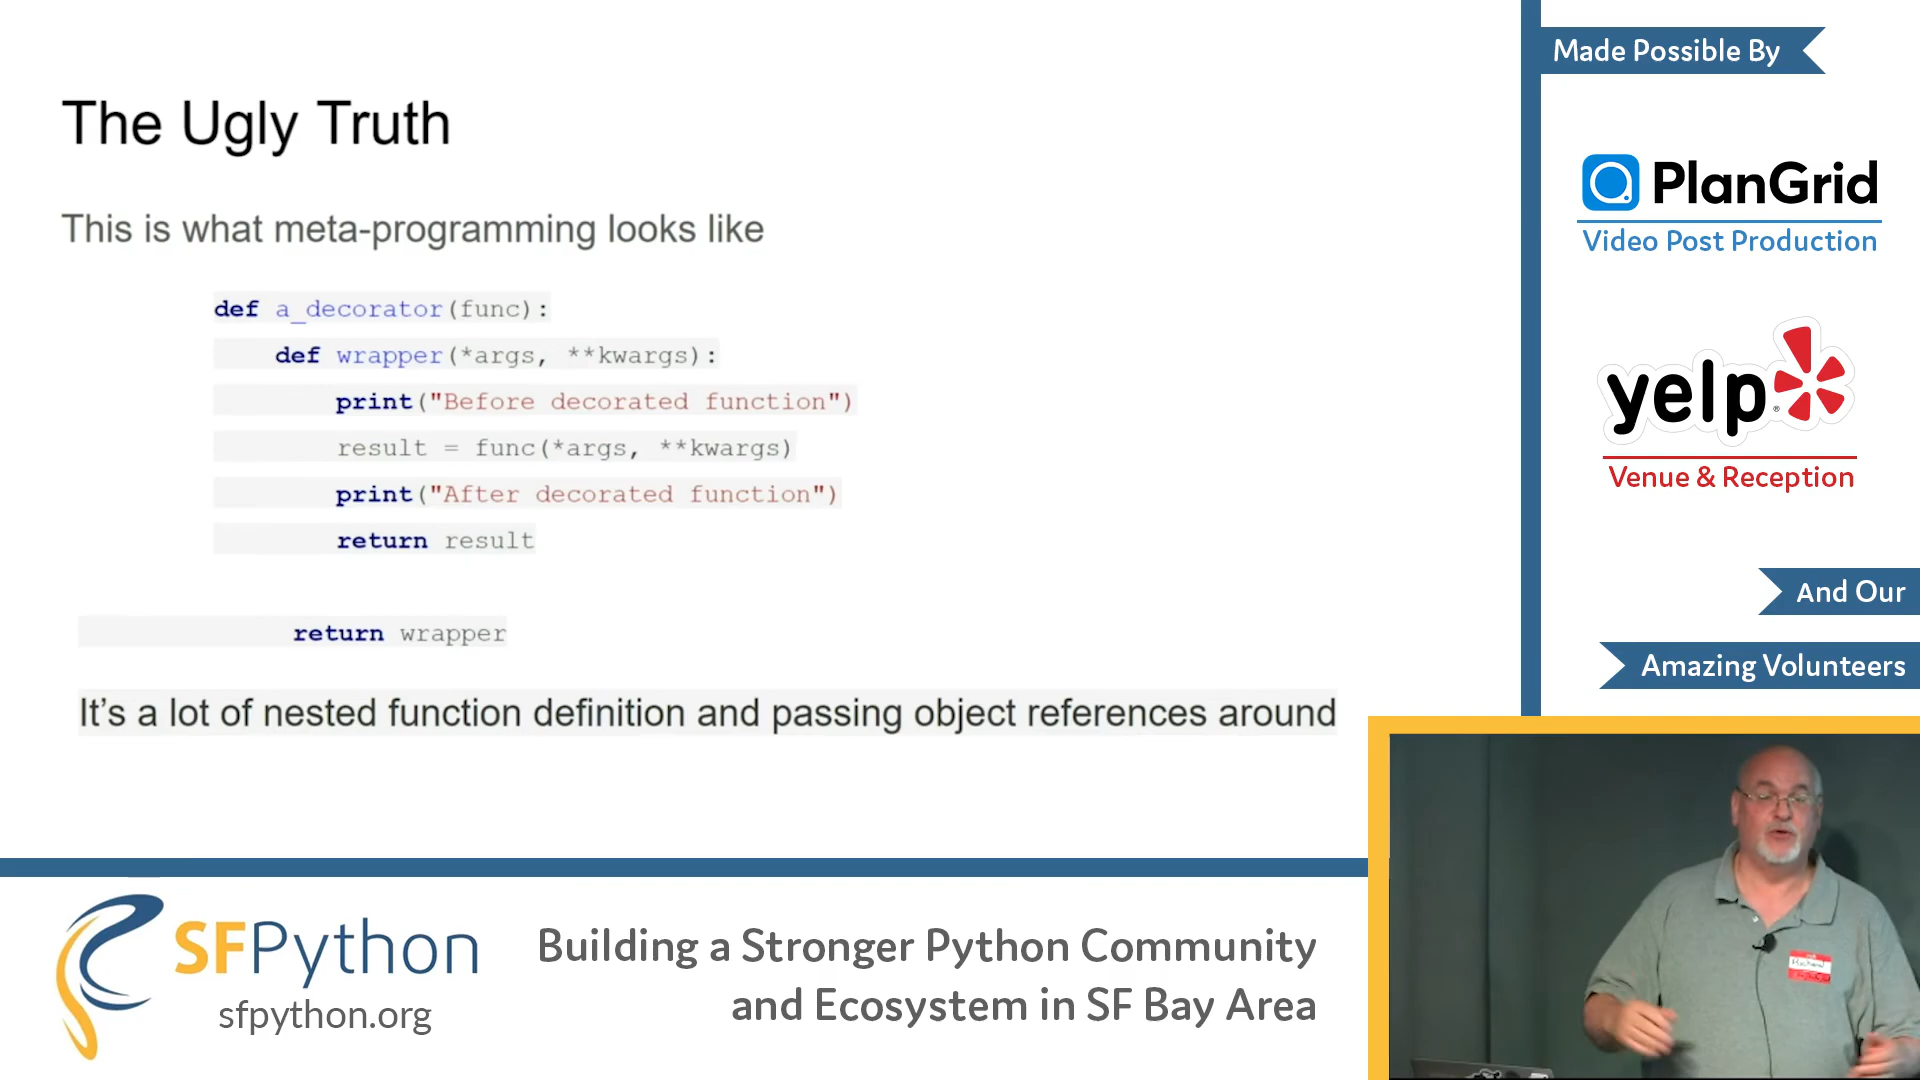 The Ugly Truth
This is what meta-programming looks like
def a_decorator(func):
    def wrapper(*args, **kwargs):
        print("Before decorated function")
        result = func(*args, **kwargs)
        print("After decorated function")
        return result
    return wrapper
It's a lot of nested function definition and passing object references around
Made Possible By
PlanGrid
Video Post Production
yelp
Venue & Reception
And Our
Amazing Volunteers
SFPython
sfpython.org
Building a Stronger Python Community
and Ecosystem in SF Bay Area